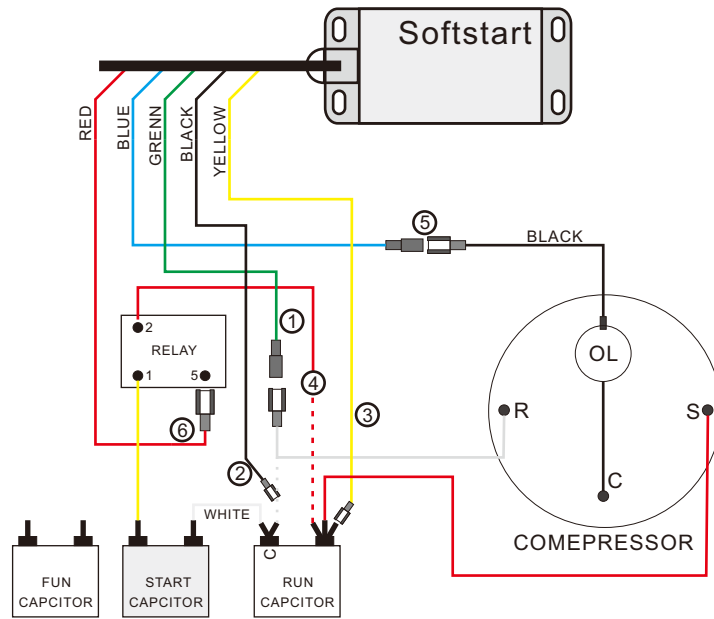 Softstart
RED
BLUE
GRENN
BLACK
YELLOW
5
BLACK
1
2
RELAY
1
5
4
OL
R
S
6
3
2
C
WHITE
C
COMEPRESSOR
FUN
CAPCITOR
START
CAPCITOR
RUN
CAPCITOR